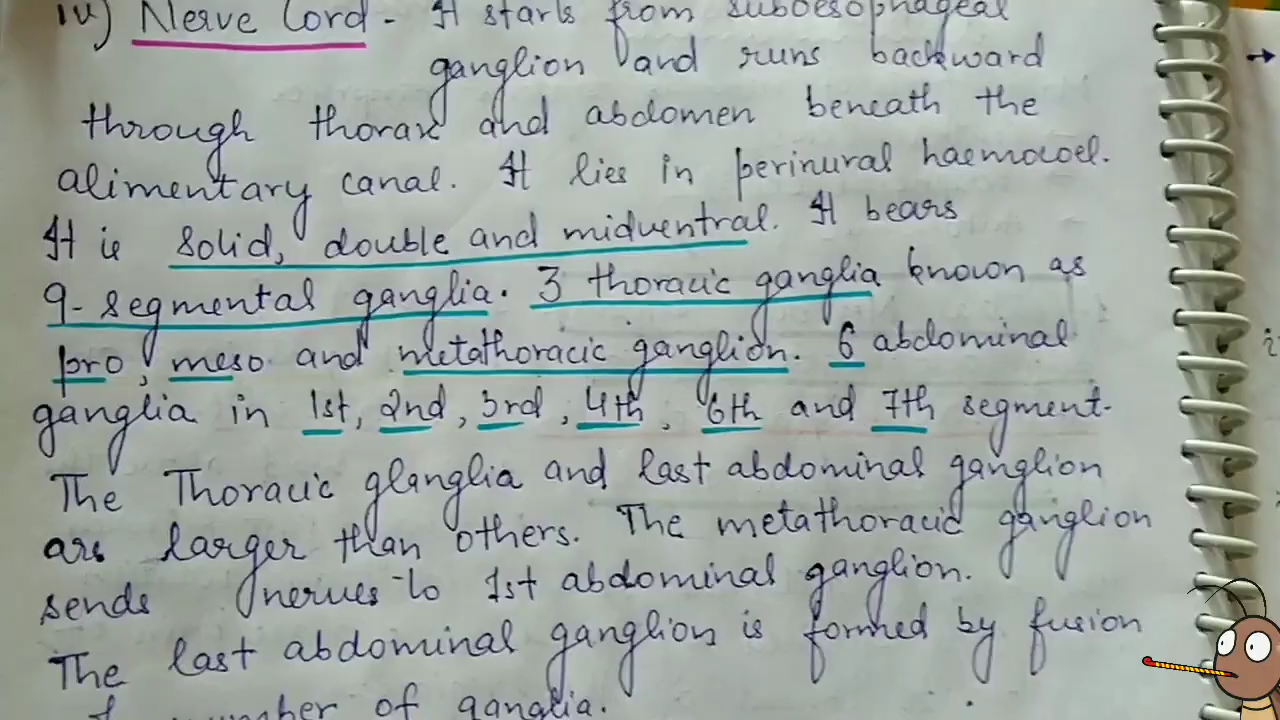 iv) Nerve Cord - It starts from suboesophageal
ganglion and runs backward
through thorax and abdomen beneath the
alimentary canal. It lies in perinural haemocoel.
It is solid, double and midventral. It bears
9-segmental ganglia. 3 thoracic ganglia known as
pro, meso and metathoracic ganglion. 6 abdominal
ganglia in 1st, 2nd, 3rd, 4th, 6th and 7th segment.
The Thoracic glanglia and last abdominal ganglion
are larger than others. The metathoracic ganglion
sends nerves to 1st abdominal ganglion.
The last abdominal ganglion is formed by fusion
of number of ganglia.